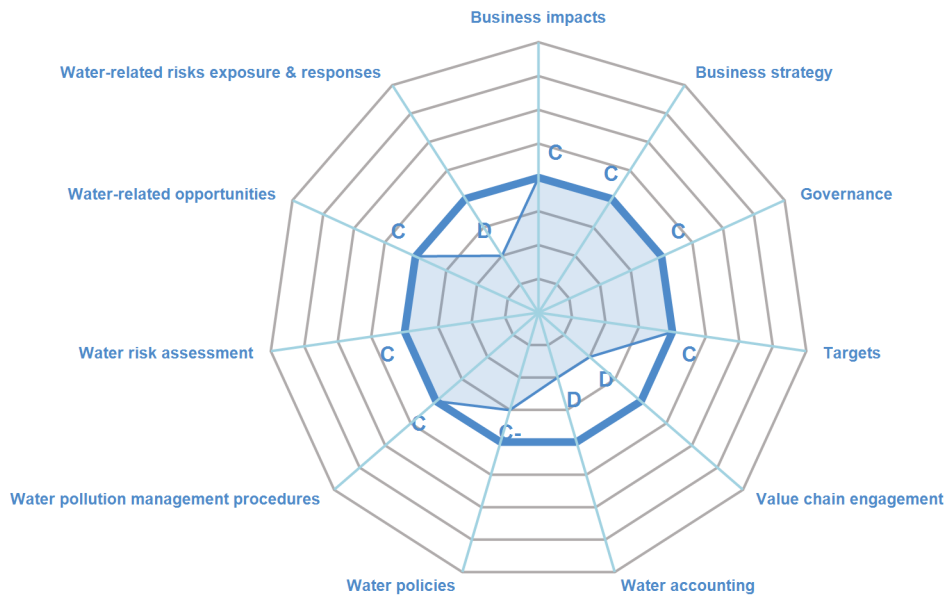 Business impacts
Water-related risks exposure & responses
Business strategy
C
C
Water-related opportunities
Governance
C
D
C
Water risk assessment
C
C
Targets
D
D
C
C-
Water pollution management procedures
Value chain engagement
Water policies
Water accounting